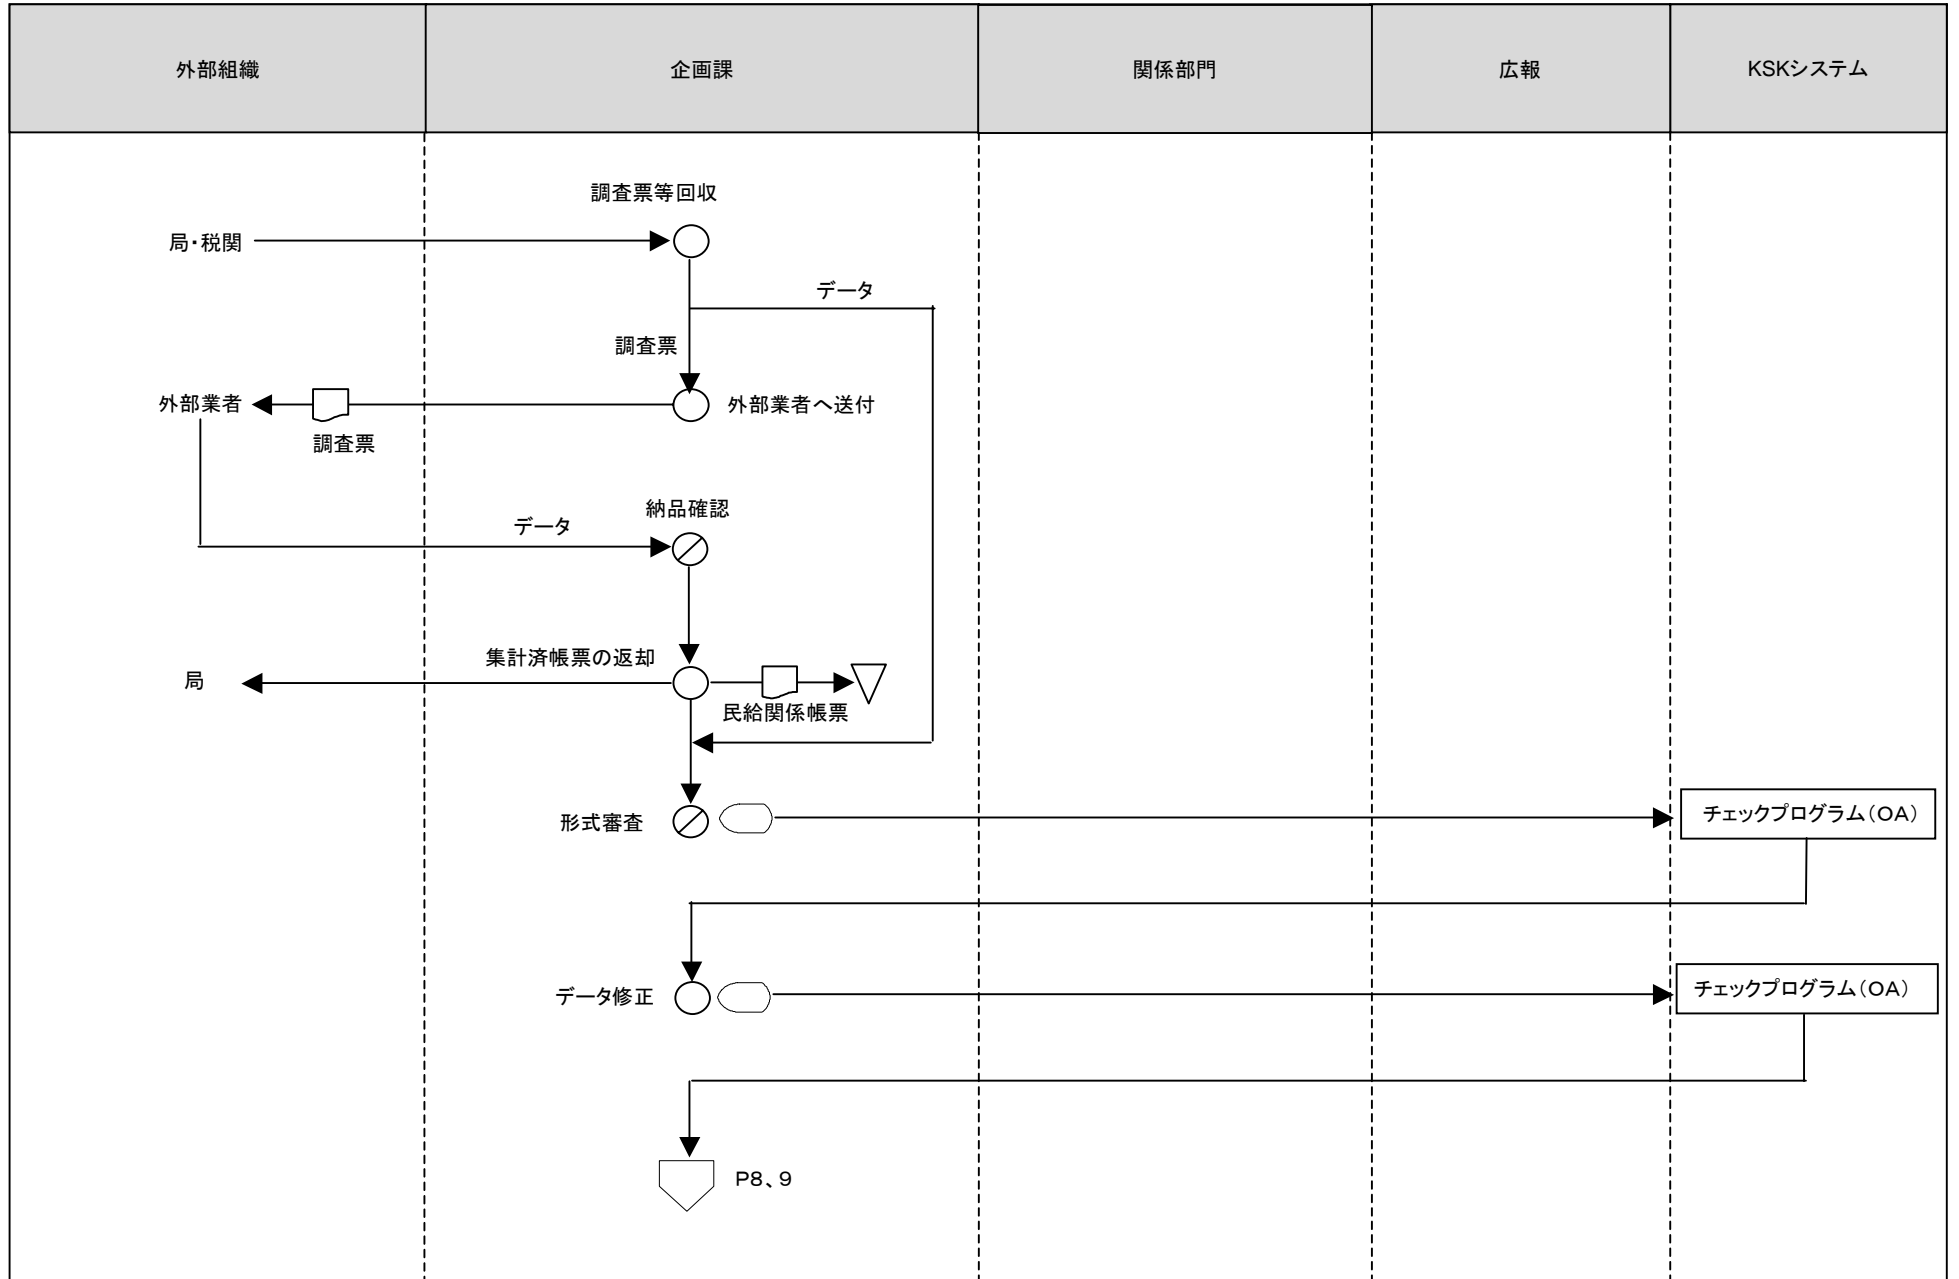 外部組織
企画課
関係部門
広報
KSKシステム
調査票等回収
局・税関
データ
調査票
外部業者
外部業者へ送付
調査票
納品確認
データ
集計済帳票の返却
局
民給関係帳票
形式審査
チェックプログラム(OA)
データ修正
チェックプログラム(OA)
P8、9